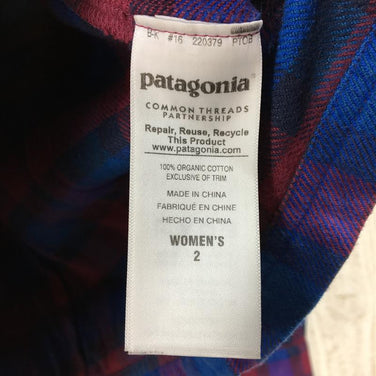 B-K #16 220379 PTCB
patagonia®
COMMON THREADS
PARTNERSHIP
Repair, Reuse, Recycle
This Product
www.patagonia.com
100% ORGANIC COTTON
EXCLUSIVE OF TRIM
MADE IN CHINA
FABRIQUÉ EN CHINE
HECHO EN CHINA
WOMEN'S
2